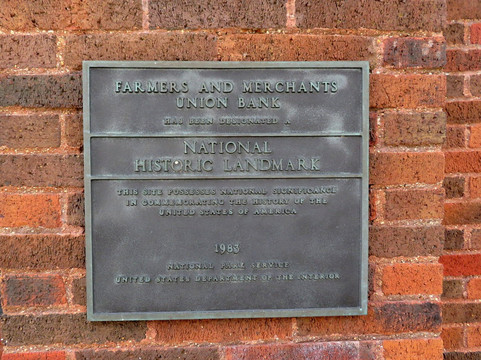 FARMERS AND MERCHANTS
UNION BANK
HAS BEEN DESIGNATED A
NATIONAL
HISTORIC LANDMARK
THIS SITE POSSESSES NATIONAL SIGNIFICANCE
IN COMMEMORATING THE HISTORY OF THE
UNITED STATES OF AMERICA
1983
NATIONAL PARK SERVICE
UNITED STATES DEPARTMENT OF THE INTERIOR